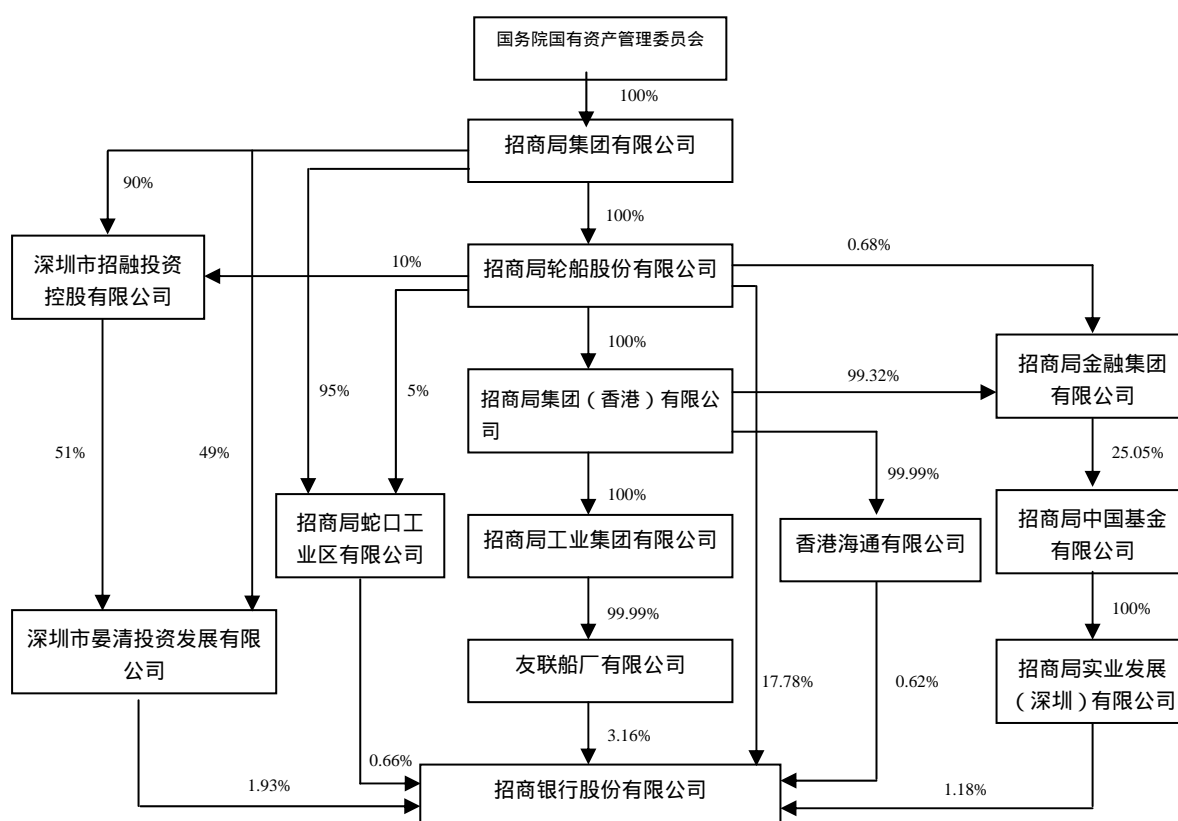 国务院国有资产管理委员会
100%
招商局集团有限公司
90%
100%
0.68%
深圳市招融投资
控股有限公司
10%
招商局轮船股份有限公司
100%
招商局金融集团
有限公司
99.32%
95%
5%
招商局集团（香港）有限公
司
51%
49%
25.05%
99.99%
100%
招商局蛇口工
业区有限公司
招商局工业集团有限公司
香港海通有限公司
招商局中国基金
有限公司
99.99%
100%
深圳市晏清投资发展有限
公司
友联船厂有限公司
17.78%
0.62%
招商局实业发展
（深圳）有限公司
3.16%
0.66%
1.93%
招商银行股份有限公司
1.18%